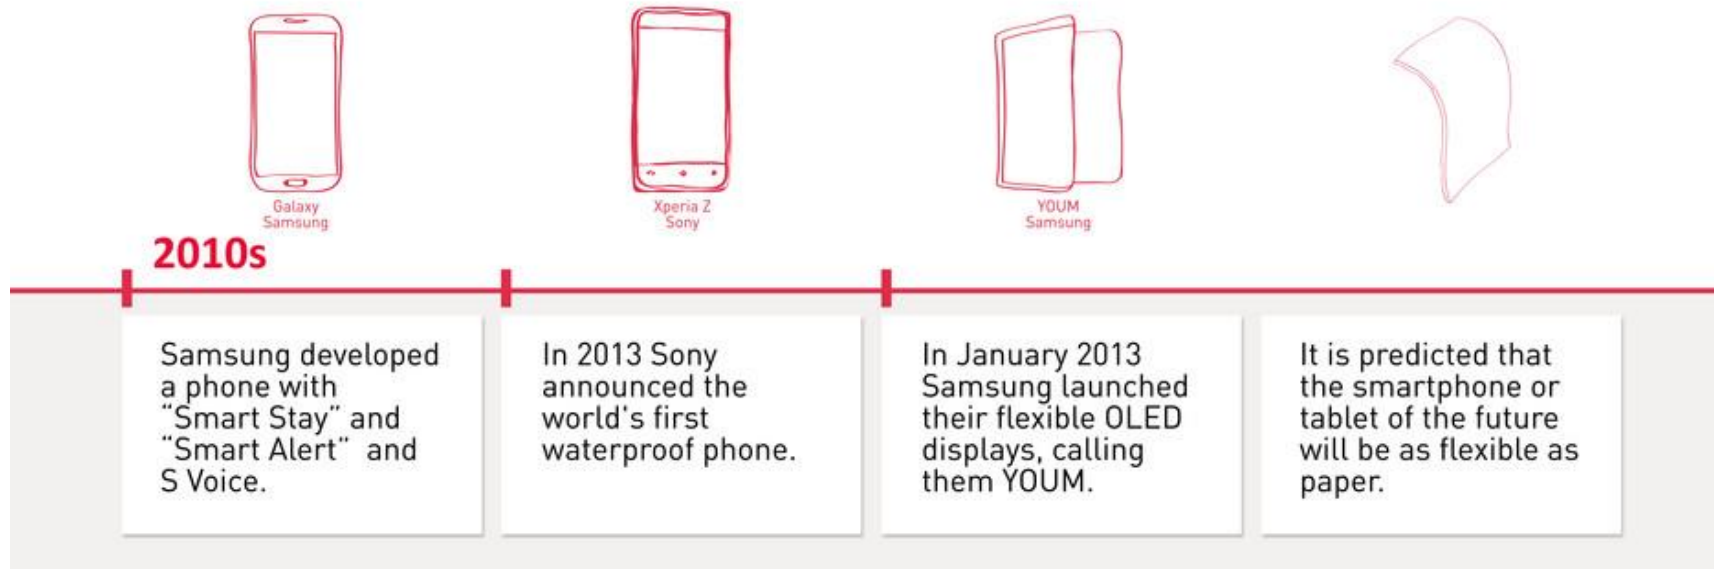 Galaxy
Samsung
Xperia Z
Sony
YOUM
Samsung
2010s
Samsung developed
a phone with
“Smart Stay” and
“Smart Alert” and
S Voice.
In 2013 Sony
announced the
world's first
waterproof phone.
In January 2013
Samsung launched
their flexible OLED
displays, calling
them YOUM.
It is predicted that
the smartphone or
tablet of the future
will be as flexible as
paper.